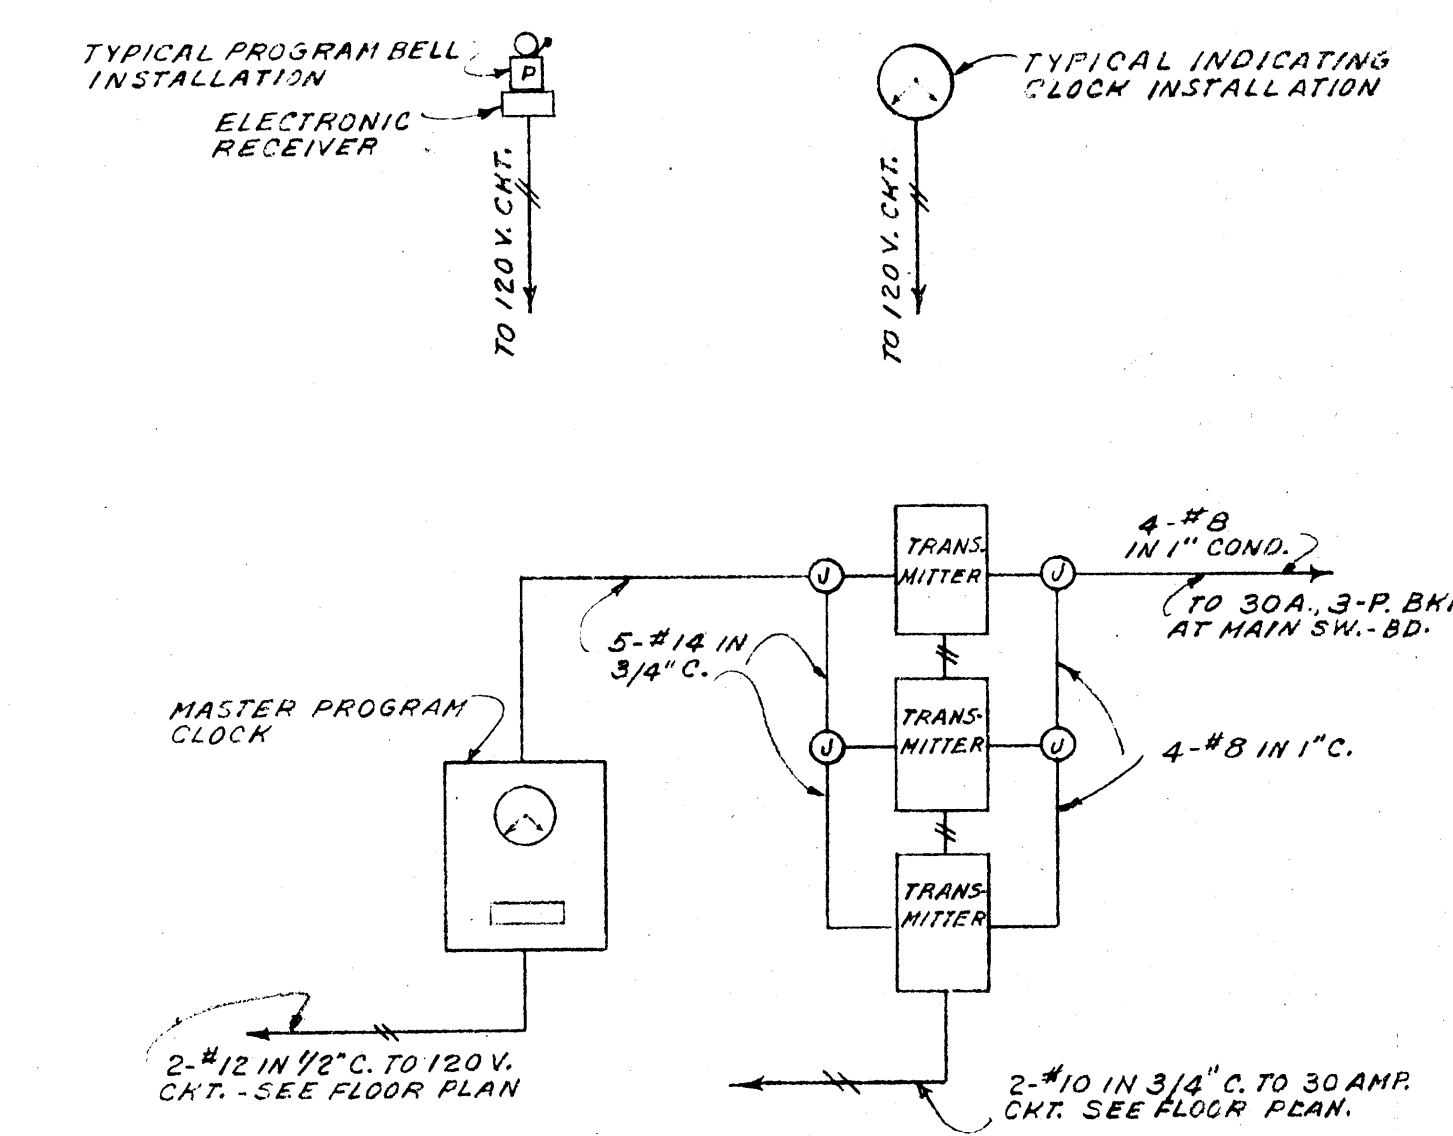 TYPICAL PROGRAM BELL
INSTALLATION
P
ELECTRONIC
RECEIVER
TO 120 V. CKT.
TYPICAL INDICATING
CLOCK INSTALLATION
TO 120 V. CKT.
4-#8
IN 1" COND.
TO 30A., 3-P. BK
AT MAIN SW.-BD.
TRANS-
MITTER
J
J
5-#14 IN
3/4" C.
MASTER PROGRAM
CLOCK
TRANS-
MITTER
J
J
4-#8 IN 1" C.
TRANS-
MITTER
2-#12 IN 1/2" C. TO 120 V.
CKT. - SEE FLOOR PLAN
2-#10 IN 3/4" C. TO 30 AMP.
CKT. SEE FLOOR PLAN.